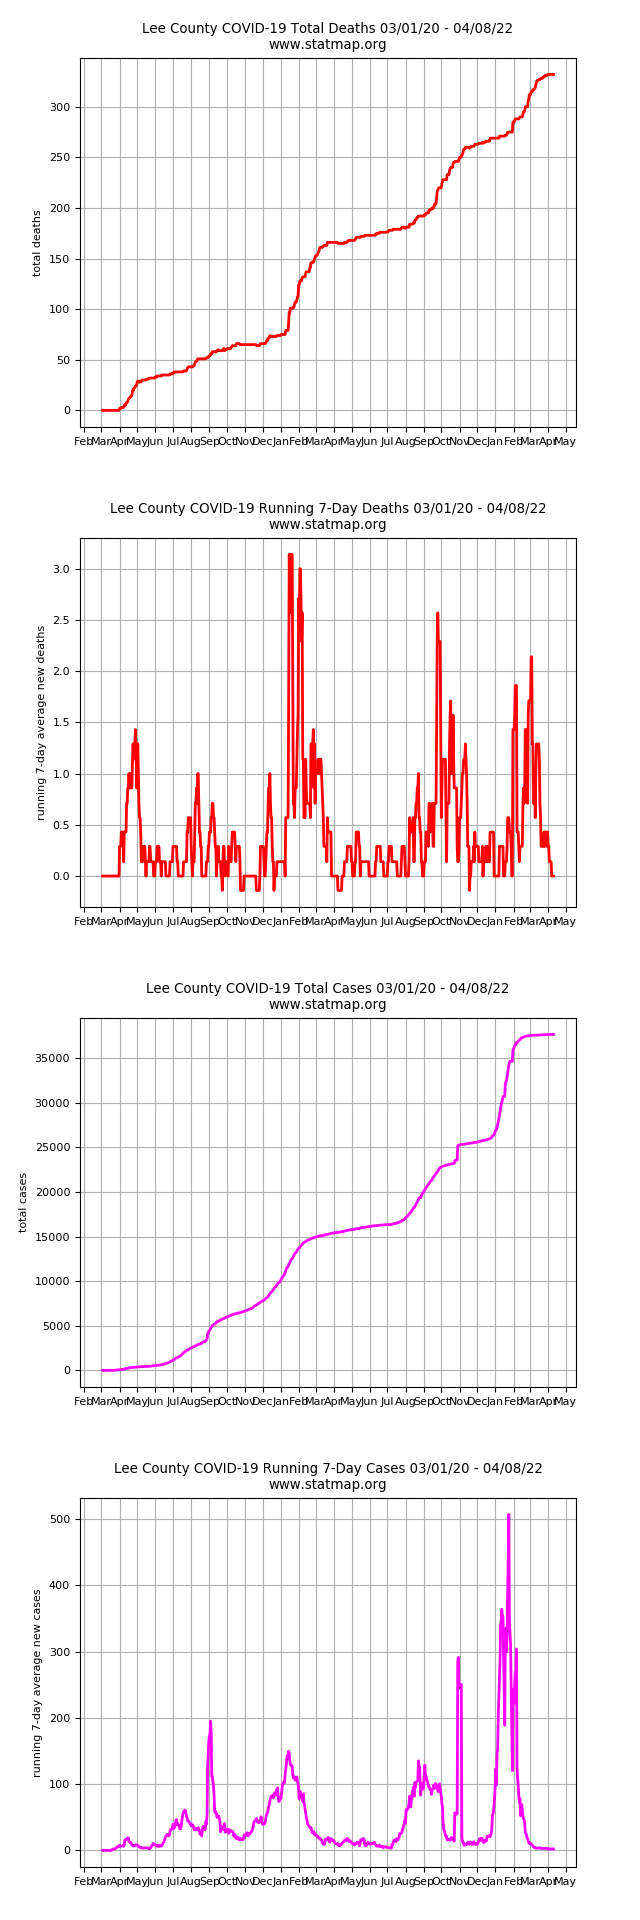 Lee County COVID-19 Total Deaths 03/01/20 - 04/08/22
www.statmap.org
300
250
200
150
100
50
0
total deaths
Feb Mar Apr May Jun Jul Aug Sep Oct Nov Dec Jan Feb Mar Apr May Jun Jul Aug Sep Oct Nov Dec Jan Feb Mar Apr May
Lee County COVID-19 Running 7-Day Deaths 03/01/20 - 04/08/22
www.statmap.org
3.0
2.5
2.0
1.5
1.0
0.5
0.0
running 7-day average new deaths
Feb Mar Apr May Jun Jul Aug Sep Oct Nov Dec Jan Feb Mar Apr May Jun Jul Aug Sep Oct Nov Dec Jan Feb Mar Apr May
Lee County COVID-19 Total Cases 03/01/20 - 04/08/22
www.statmap.org
35000
30000
25000
20000
15000
10000
5000
0
total cases
Feb Mar Apr May Jun Jul Aug Sep Oct Nov Dec Jan Feb Mar Apr May Jun Jul Aug Sep Oct Nov Dec Jan Feb Mar Apr May
Lee County COVID-19 Running 7-Day Cases 03/01/20 - 04/08/22
www.statmap.org
500
400
300
200
100
0
running 7-day average new cases
Feb Mar Apr May Jun Jul Aug Sep Oct Nov Dec Jan Feb Mar Apr May Jun Jul Aug Sep Oct Nov Dec Jan Feb Mar Apr May